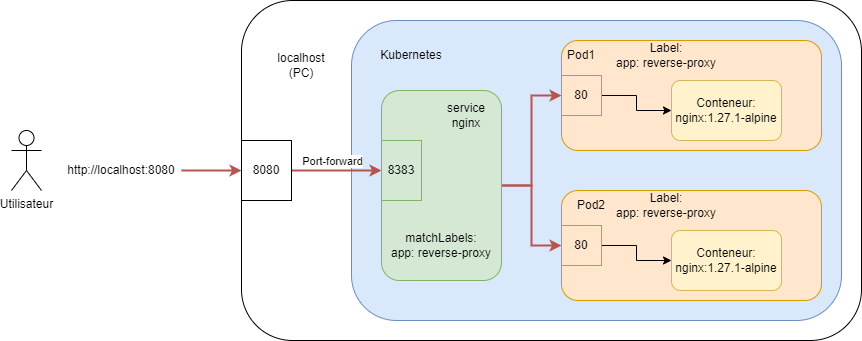 Utilisateur
http://localhost:8080
localhost
(PC)
8080
Port-forward
Kubernetes
service
nginx
8383
matchLabels:
app: reverse-proxy
Pod1
Label:
app: reverse-proxy
80
Conteneur:
nginx:1.27.1-alpine
Pod2
Label:
app: reverse-proxy
80
Conteneur:
nginx:1.27.1-alpine